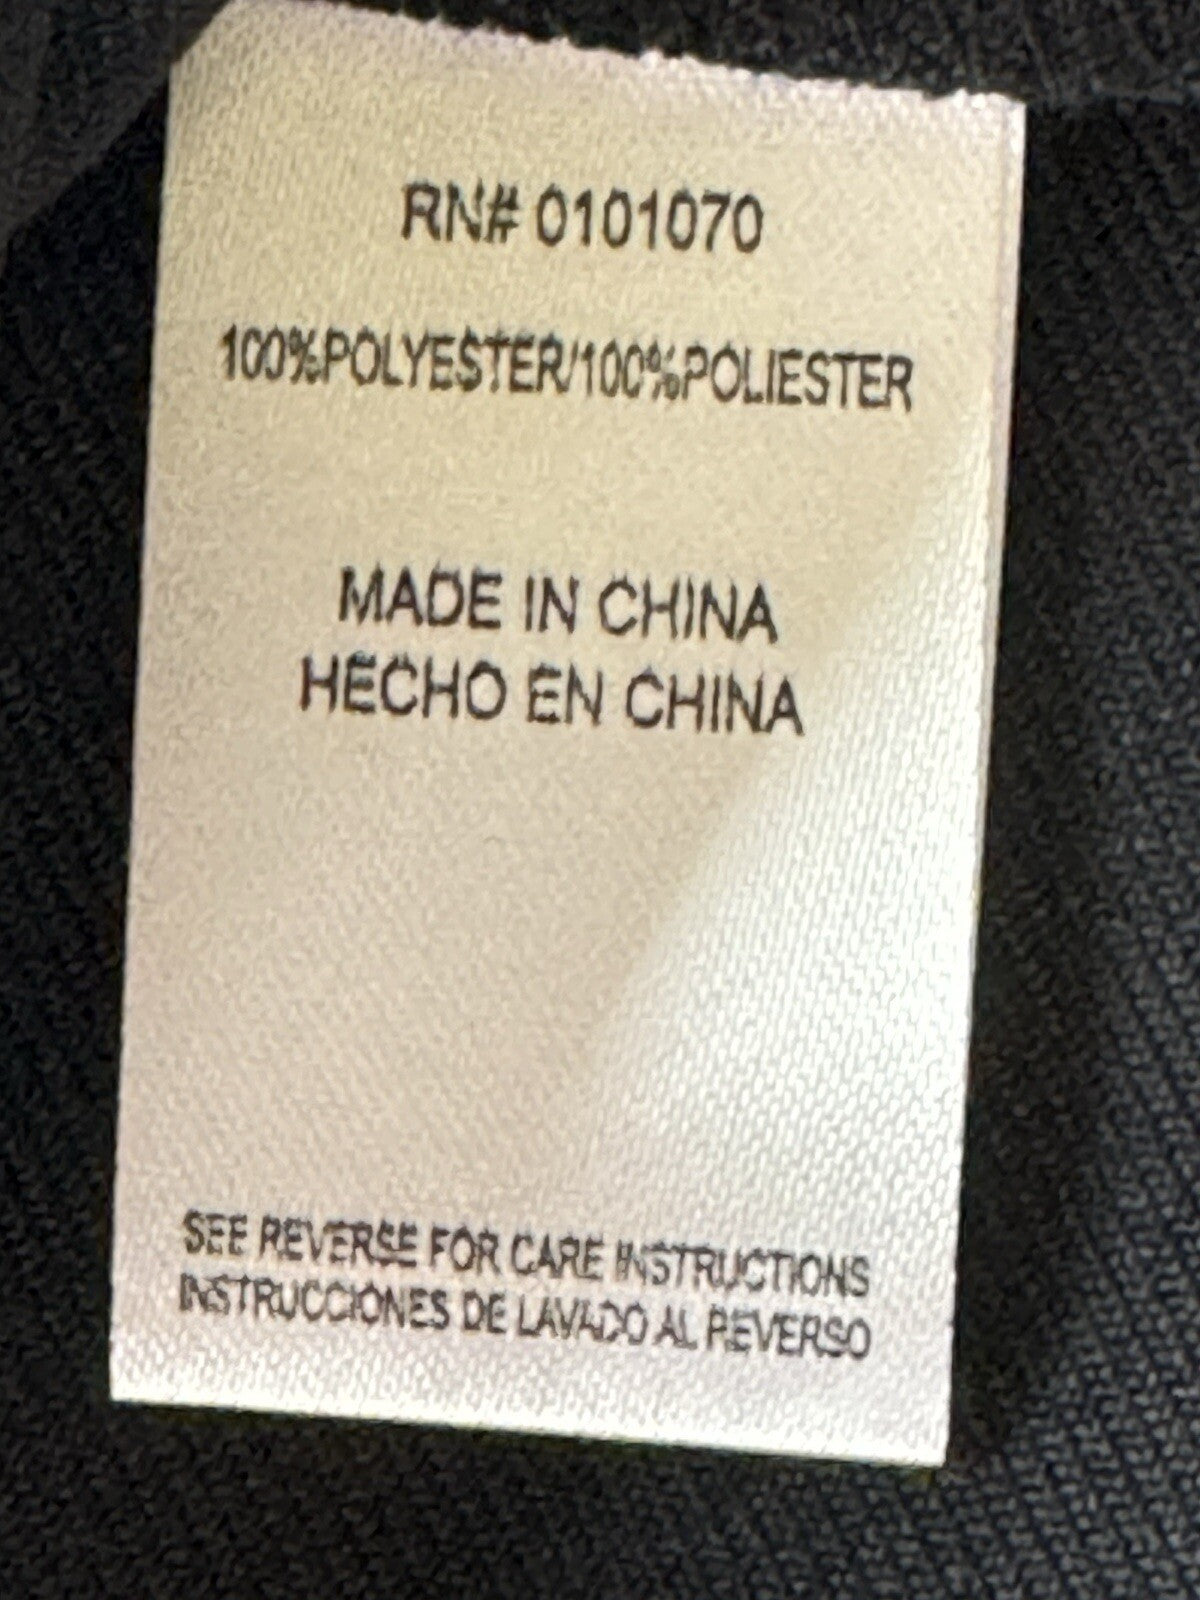 RN# 0101070
100%POLYESTER/100%POLIESTER
MADE IN CHINA
HECHO EN CHINA
SEE REVERSE FOR CARE INSTRUCTIONS
INSTRUCCIONES DE LAVADO AL REVERSO